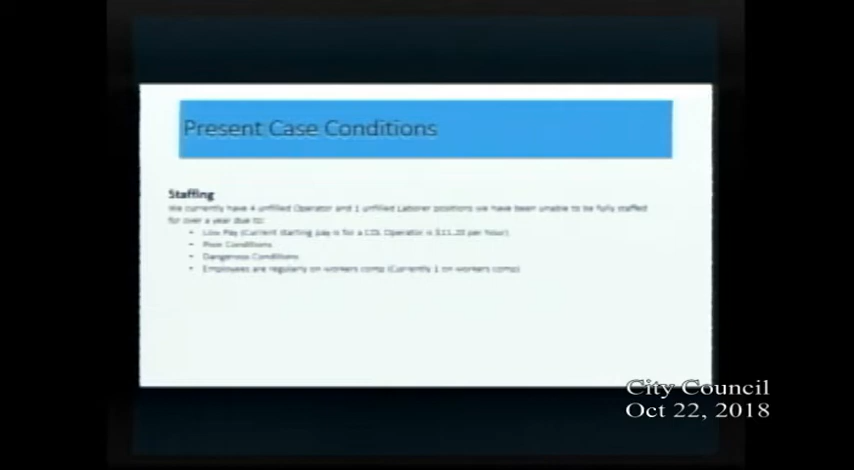 Present Case Conditions
Staffing
We currently have 4 unfilled Operator and 1 unfilled Laborer positions we have been unable to be fully staffed
for over a year due to:
• Low Pay (Current starting pay is for a CDL Operator is $11.20 per hour)
• Poor Conditions
• Dangerous Conditions
• Employees are regularly on workers comp (Currently 1 on workers comp)
City Council
Oct 22, 2018